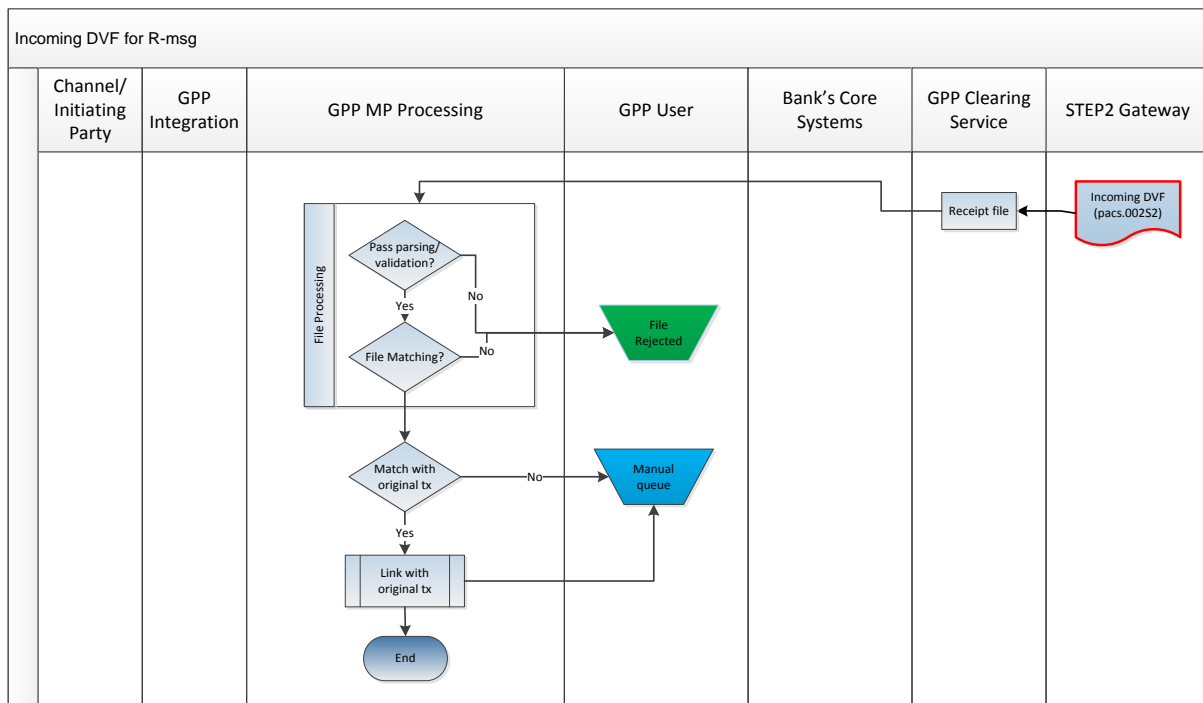 Incoming DVF for R-msg
Channel/
Initiating
Party
GPP
Integration
GPP MP Processing
GPP User
Bank's Core
Systems
GPP Clearing
Service
STEP2 Gateway
Incoming DVF
(pacs.002S2)
Receipt file
File Processing
Pass parsing/
validation?
No
Yes
File Matching?
No
File
Rejected
Match with
original tx
No
Manual
queue
Yes
Link with
original tx
End